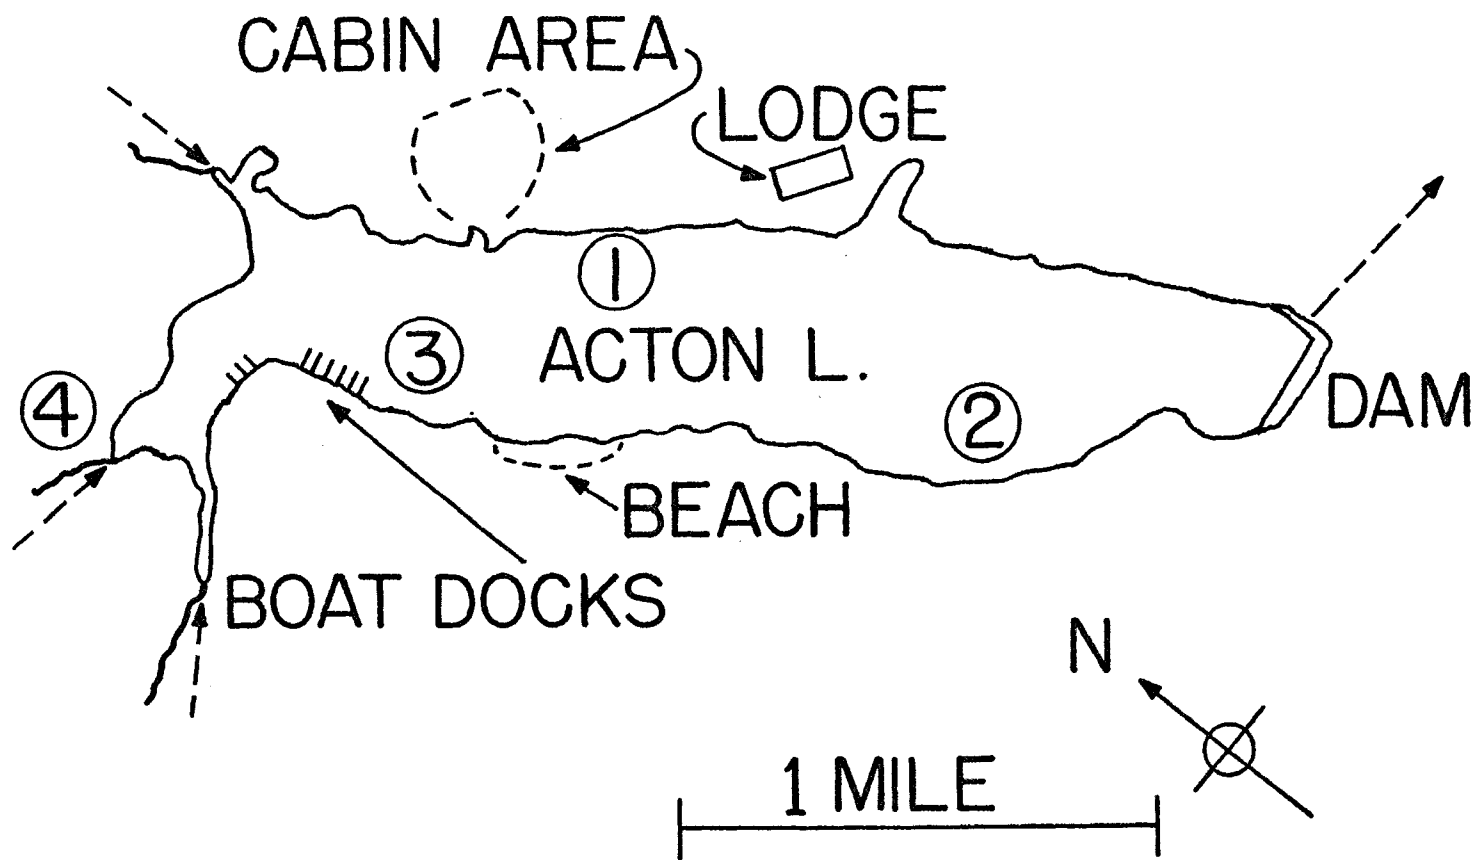 CABIN AREA
LODGE
1
3
ACTON L.
4
2
DAM
BEACH
BOAT DOCKS
N
1 MILE